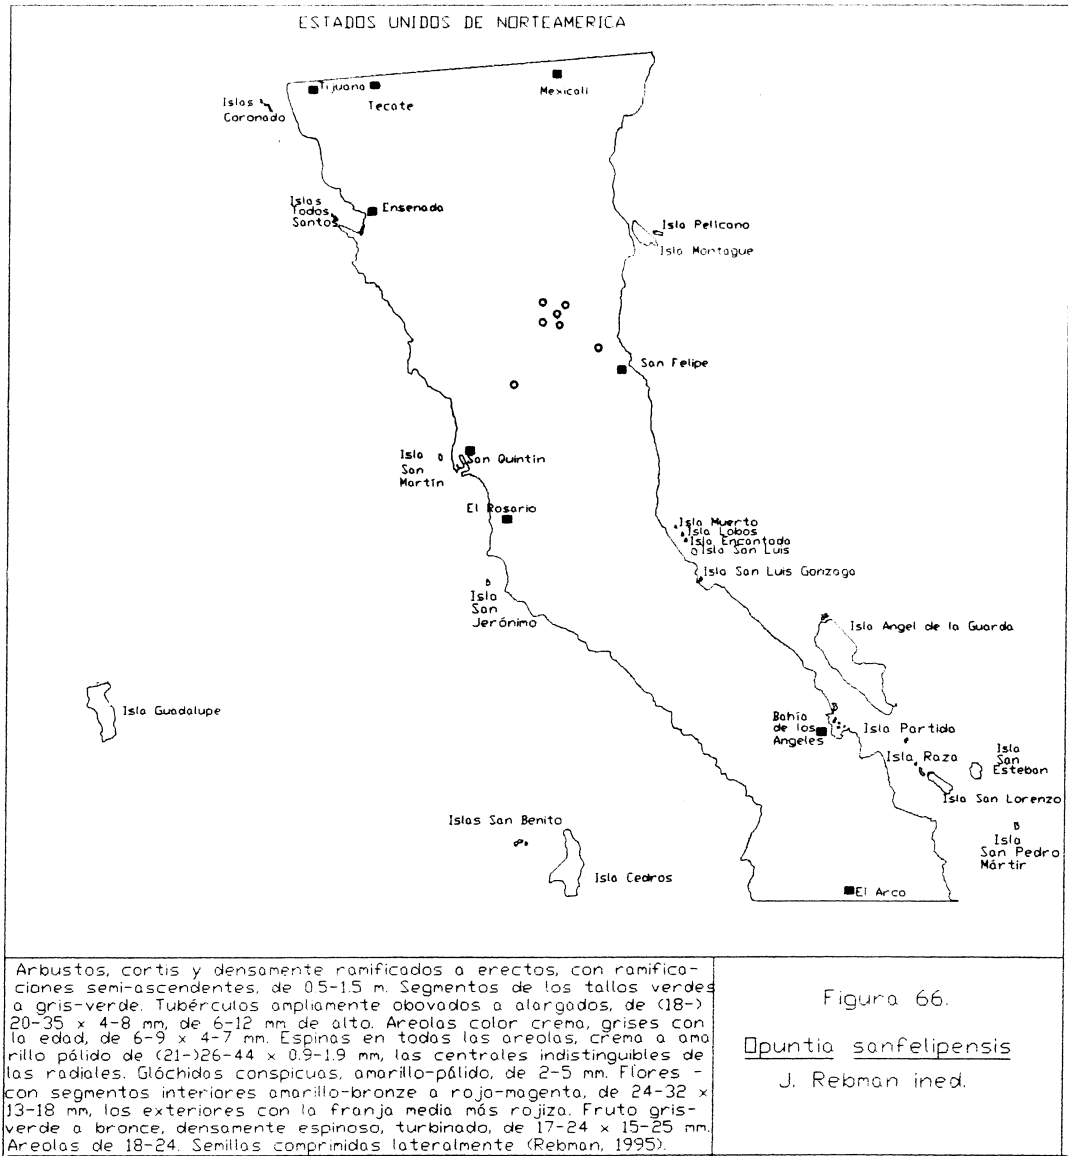 ESTADOS UNIDOS DE NORTEAMERICA
Tijuana
Tecate
Mexicali
Islas
Coronado
Islas
Todos
Santos
Ensenada
Isla Pelicano
Isla Montague
San Felipe
Isla
San
Martín
San Quintín
El Rosario
Isla Muerto
Isla Lobos
Isla Encantada
Isla San Luis
Isla San Luis Gonzaga
Isla
San
Jerónimo
Isla Angel de la Guarda
Isla Guadalupe
Bahía
de los
Angeles
Isla Partida
Isla Raza
Isla
San
Esteban
Isla San Lorenzo
Islas San Benito
Isla Cedros
Isla
San Pedro
Mártir
El Arco
Arbustos, cortis y densamente ramificados a erectos, con ramifica-
ciones semi-ascendentes, de 0.5-1.5 m. Segmentos de los tallos verdes
a gris-verde. Tubérculos ampliamente obovados a alargados, de (18-)
20-35 x 4-8 mm, de 6-12 mm de alto. Areolas color crema, grises con
la edad, de 6-9 x 4-7 mm. Espinas en todas las areolas, crema a ama
rillo pálido de (21-)26-44 x 0.9-1.9 mm, las centrales indistinguibles de
las radiales. Glóchidas conspicuas, amarillo-pálido, de 2-5 mm. Flores -
con segmentos interiores amarillo-bronze a rojo-magenta, de 24-32 x
13-18 mm, los exteriores con la franja media más rojiza. Fruto gris-
verde a bronce, densamente espinoso, turbinado, de 17-24 x 15-25 mm.
Areolas de 18-24. Semillas comprimidas lateralmente (Rebman, 1995).
Figura 66.
Opuntia sanfelipensis
J. Rebman ined.